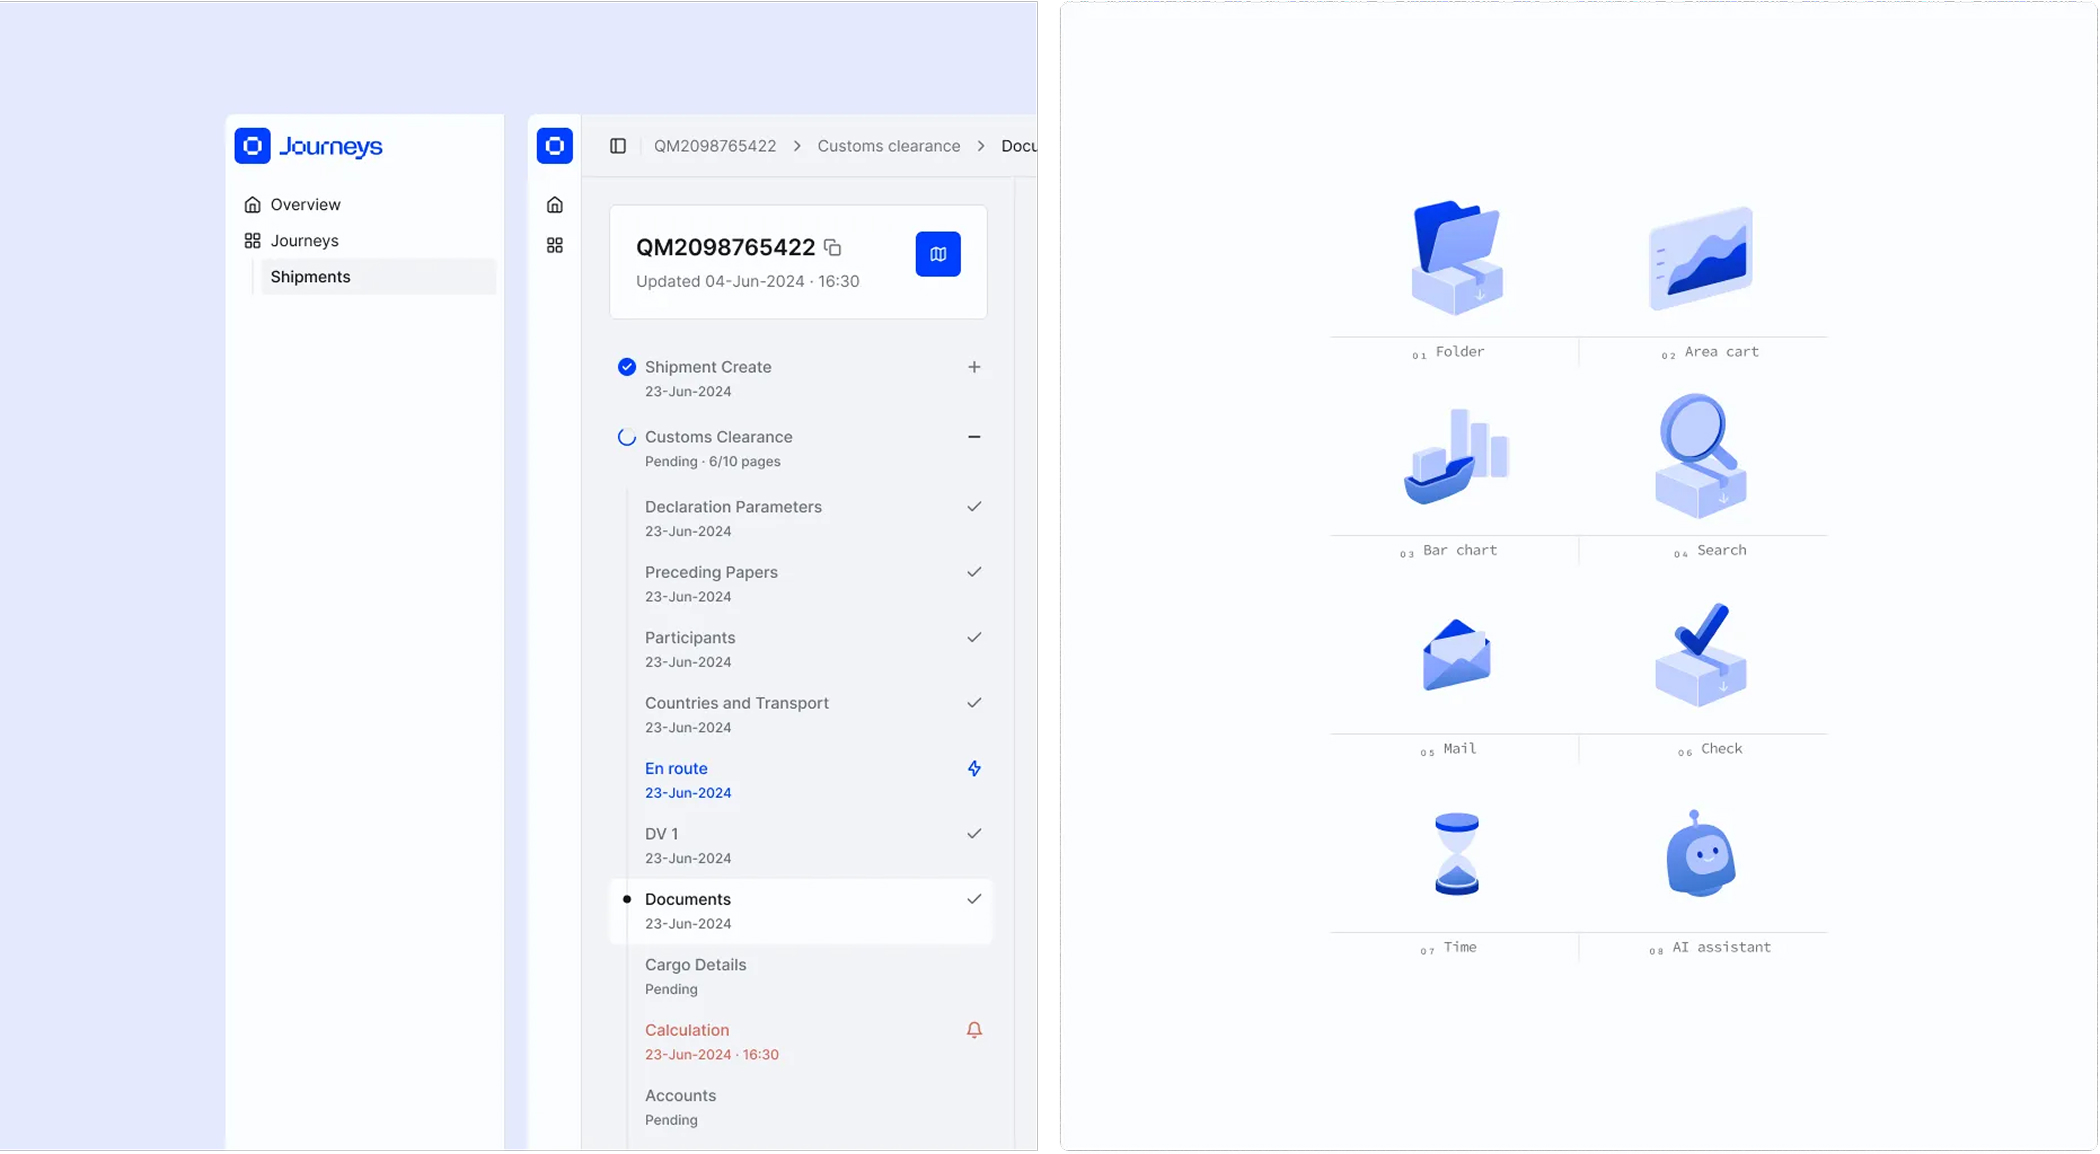 Journeys
Overview
Journeys
Shipments
QM2098765422 > Customs clearance > Docu
QM2098765422
Updated 04-Jun-2024 · 16:30
Shipment Create
23-Jun-2024
Customs Clearance
Pending · 6/10 pages
Declaration Parameters
23-Jun-2024
Preceding Papers
23-Jun-2024
Participants
23-Jun-2024
Countries and Transport
23-Jun-2024
En route
23-Jun-2024
DV 1
23-Jun-2024
Documents
23-Jun-2024
Cargo Details
Pending
Calculation
23-Jun-2024 · 16:30
Accounts
Pending
01 Folder
02 Area cart
03 Bar chart
04 Search
05 Mail
06 Check
07 Time
08 AI assistant